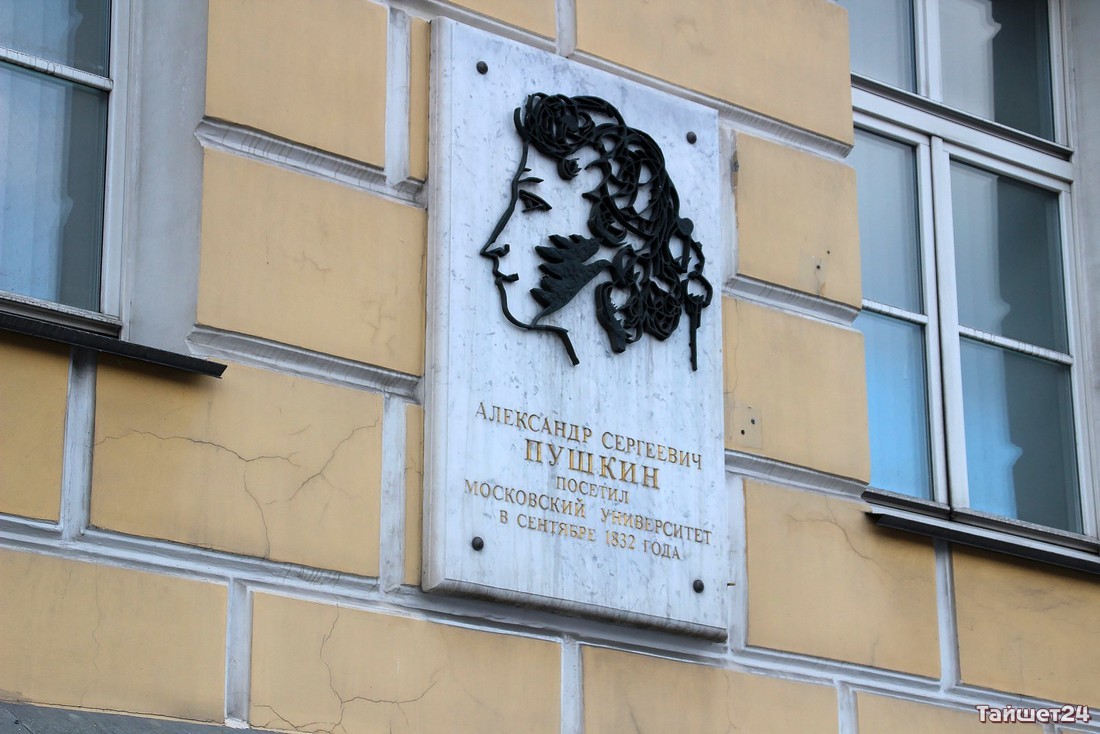 АЛЕКСАНДР СЕРГЕЕВИЧ
ПУШКИН
ПОСЕТИЛ
МОСКОВСКИЙ УНИВЕРСИТЕТ
В СЕНТЯБРЕ 1832 ГОДА
Тайшет24